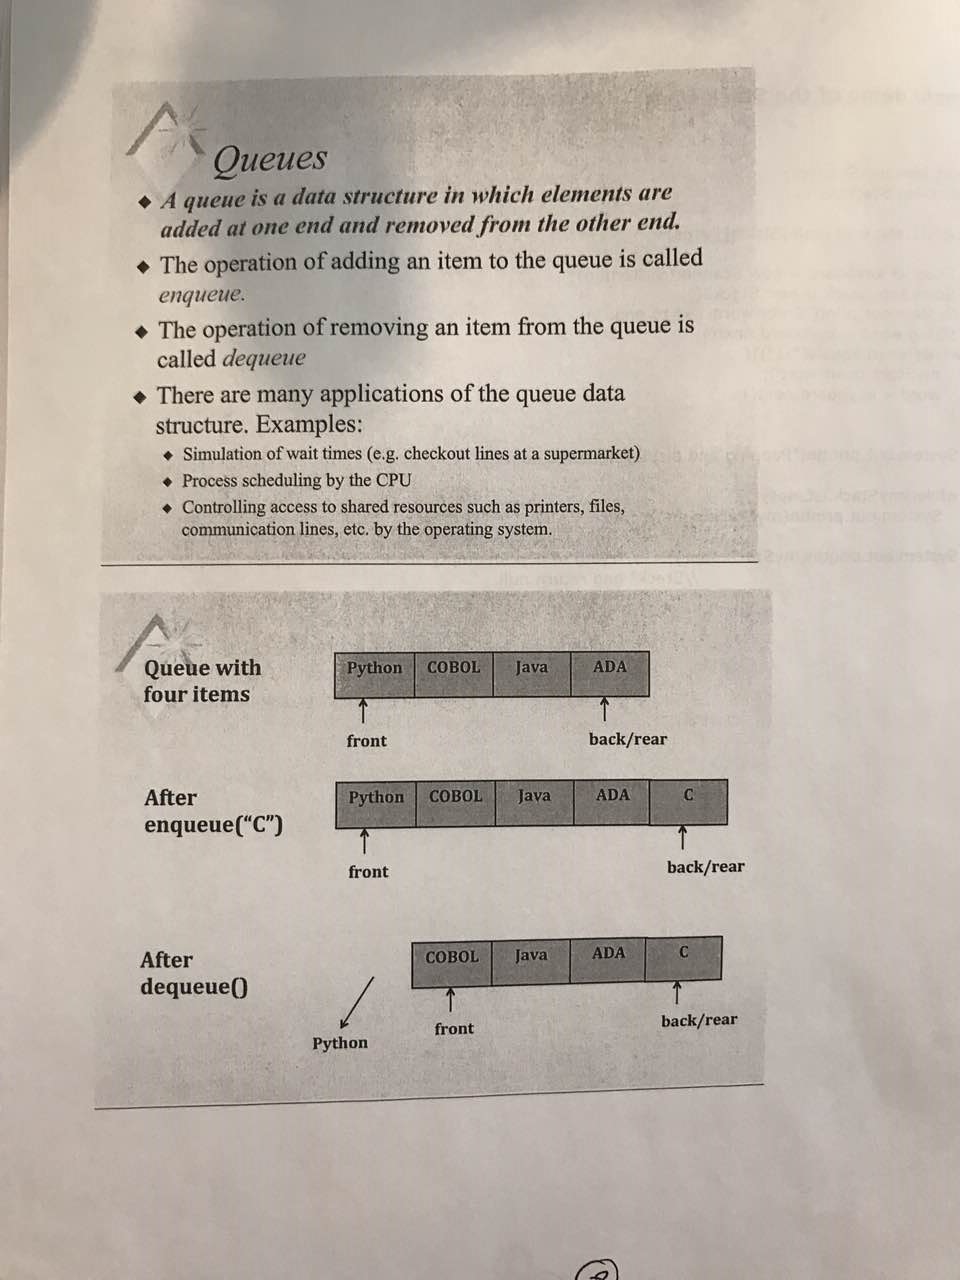 Queues
◆ A queue is a data structure in which elements are
added at one end and removed from the other end.
◆ The operation of adding an item to the queue is called
enqueue.
◆ The operation of removing an item from the queue is
called dequeue
◆ There are many applications of the queue data
structure. Examples:
◆ Simulation of wait times (e.g. checkout lines at a supermarket)
◆ Process scheduling by the CPU
◆ Controlling access to shared resources such as printers, files,
communication lines, etc. by the operating system.
Queue with
four items
Python COBOL Java ADA
front back/rear
After
enqueue(“C”)
Python COBOL Java ADA C
front back/rear
After
dequeue()
COBOL Java ADA C
front back/rear
Python